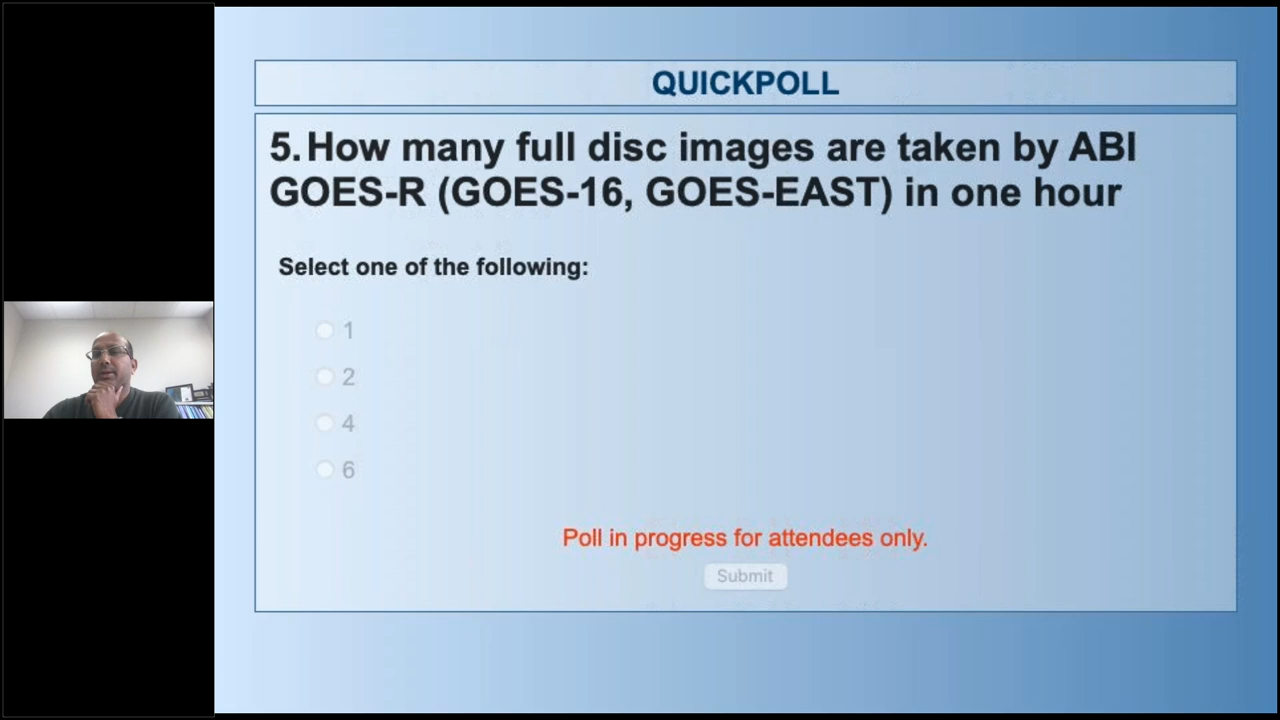 QUICKPOLL
5. How many full disc images are taken by ABI
GOES-R (GOES-16, GOES-EAST) in one hour
Select one of the following:
1
2
4
6
Poll in progress for attendees only.
Submit